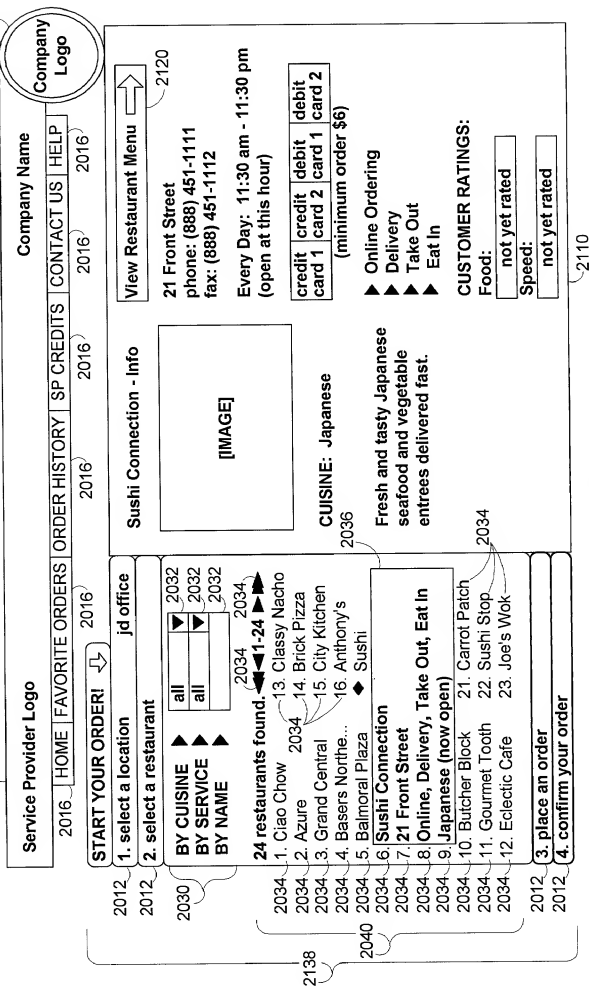 Service Provider Logo
Company Name
Company
Logo
2016 HOME FAVORITE ORDERS ORDER HISTORY SP CREDITS CONTACT US HELP
2016 2016 2016 2016 2016
START YOUR ORDER!
2012 1. select a location jd office
2012 2. select a restaurant
2030 BY CUISINE all 2032
BY SERVICE all 2032
BY NAME 2032
2034 2034
24 restaurants found. 1-24
2034 1. Ciao Chow 13. Classy Nacho
2034 2. Azure 2034 14. Brick Pizza
2034 3. Grand Central 15. City Kitchen
2034 4. Basers Northe... 16. Anthony's
2034 5. Balmoral Plaza ◆ Sushi
2034 6. Sushi Connection 2036
2034 7. 21 Front Street
2034 8. Online, Delivery, Take Out, Eat In
2034 9. Japanese (now open)
2034 10. Butcher Block 21. Carrot Patch
2034 11. Gourmet Tooth 22. Sushi Stop 2034
2034 12. Eclectic Cafe 23. Joe's Wok
2040
2012 3. place an order
2012 4. confirm your order
2138
Sushi Connection - Info
[IMAGE]
CUISINE: Japanese
Fresh and tasty Japanese
seafood and vegetable
entrees delivered fast.
View Restaurant Menu
2120
21 Front Street
phone: (888) 451-1111
fax: (888) 451-1112
Every Day: 11:30 am - 11:30 pm
(open at this hour)
credit card 1 credit card 2 debit card 1 debit card 2
(minimum order $6)
▶ Online Ordering
▶ Delivery
▶ Take Out
▶ Eat In
CUSTOMER RATINGS:
Food:
not yet rated
Speed:
not yet rated
2110